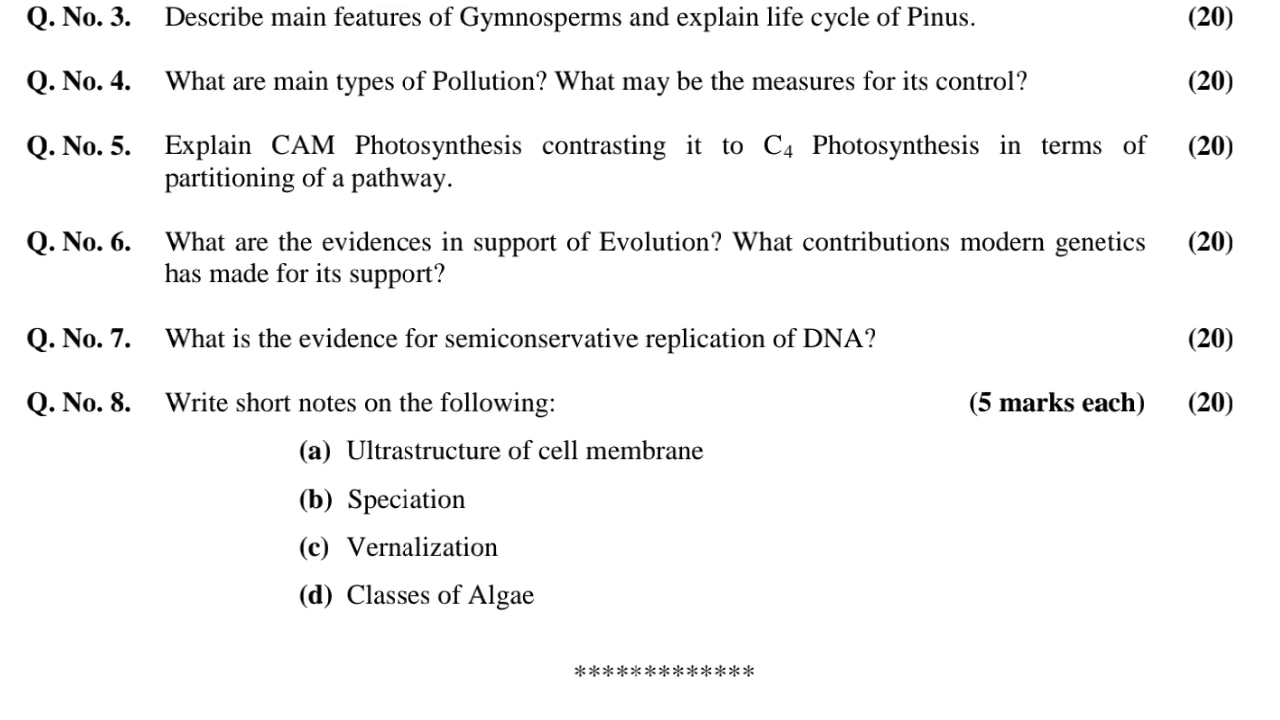 Q. No. 3. Describe main features of Gymnosperms and explain life cycle of Pinus. (20)
Q. No. 4. What are main types of Pollution? What may be the measures for its control? (20)
Q. No. 5. Explain CAM Photosynthesis contrasting it to C₄ Photosynthesis in terms of (20)
partitioning of a pathway.
Q. No. 6. What are the evidences in support of Evolution? What contributions modern genetics (20)
has made for its support?
Q. No. 7. What is the evidence for semiconservative replication of DNA? (20)
Q. No. 8. Write short notes on the following: (5 marks each) (20)
(a) Ultrastructure of cell membrane
(b) Speciation
(c) Vernalization
(d) Classes of Algae
*************